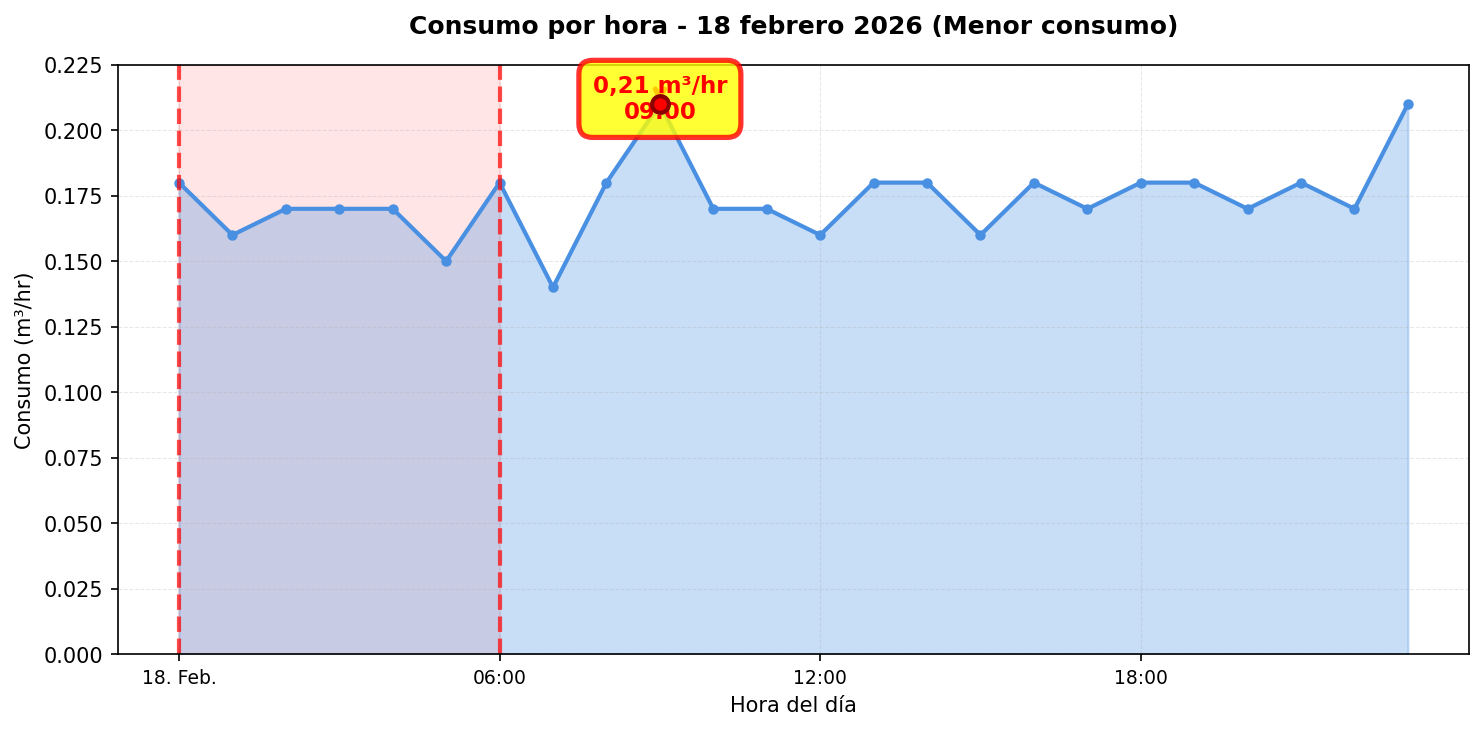 Consumo por hora - 18 febrero 2026 (Menor consumo)
0,21 m³/hr
09:00
Consumo (m³/hr)
0.225
0.200
0.175
0.150
0.125
0.100
0.075
0.050
0.025
0.000
18. Feb.
06:00
12:00
18:00
Hora del día